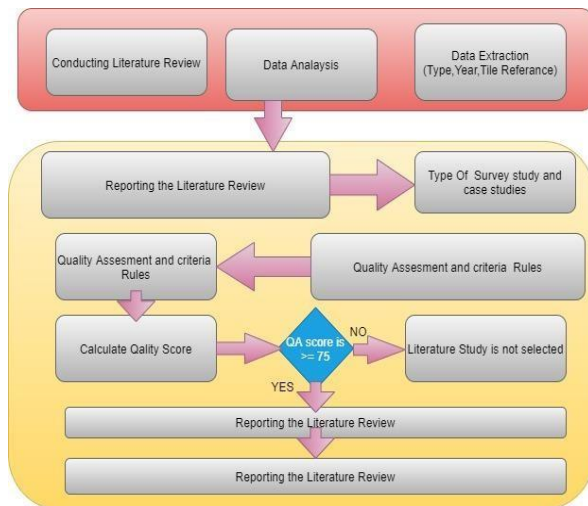 Conducting Literature Review
Data Analaysis
Data Extraction
(Type,Year,Tile Referance)
Reporting the Literature Review
Type Of Survey study and
case studies
Quality Assesment and criteria
Rules
Quality Assesment and criteria Rules
Calculate Qality Score
QA score is
>= 75
NO
Literature Study is not selected
YES
Reporting the Literature Review
Reporting the Literature Review